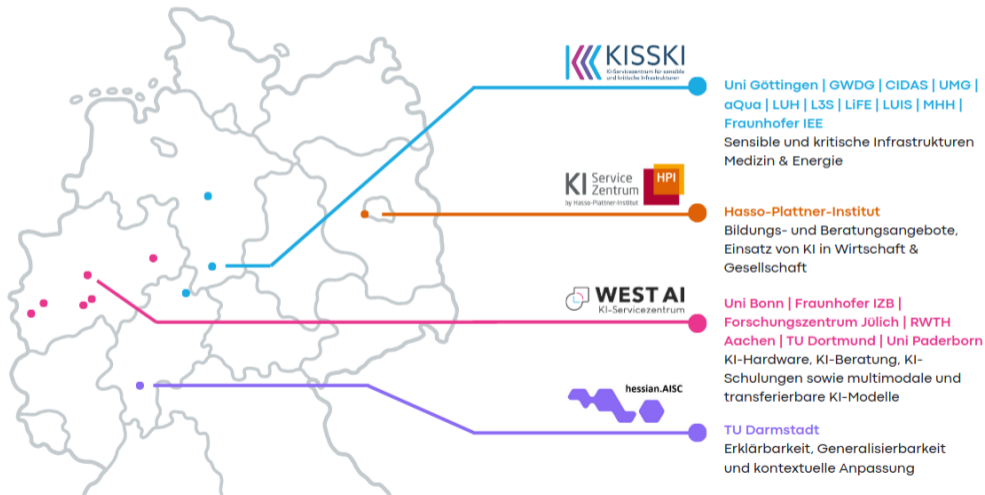 KISSKI
KI-Servicezentrum für sensible
und kritische Infrastrukturen
Uni Göttingen | GWDG | CIDAS | UMG |
aQua | LUH | L3S | LiFE | LUIS | MHH |
Fraunhofer IEE
Sensible und kritische Infrastrukturen
Medizin & Energie
KI Service
Zentrum
by Hasso-Plattner-Institut
HPI
Hasso-Plattner-Institut
Bildungs- und Beratungsangebote,
Einsatz von KI in Wirtschaft &
Gesellschaft
WEST AI
KI-Servicezentrum
Uni Bonn | Fraunhofer IZB |
Forschungszentrum Jülich | RWTH
Aachen | TU Dortmund | Uni Paderborn
KI-Hardware, KI-Beratung, KI-
Schulungen sowie multimodale und
transferierbare KI-Modelle
hessian.AISC
TU Darmstadt
Erklärbarkeit, Generalisierbarkeit
und kontextuelle Anpassung